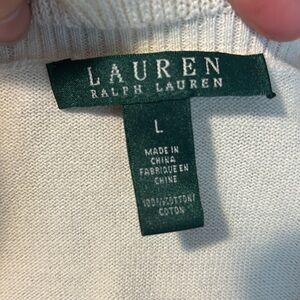 LAUREN
RALPH LAUREN
L
MADE IN
CHINA
FABRIQUE EN
CHINE
100% COTTON/
COTON